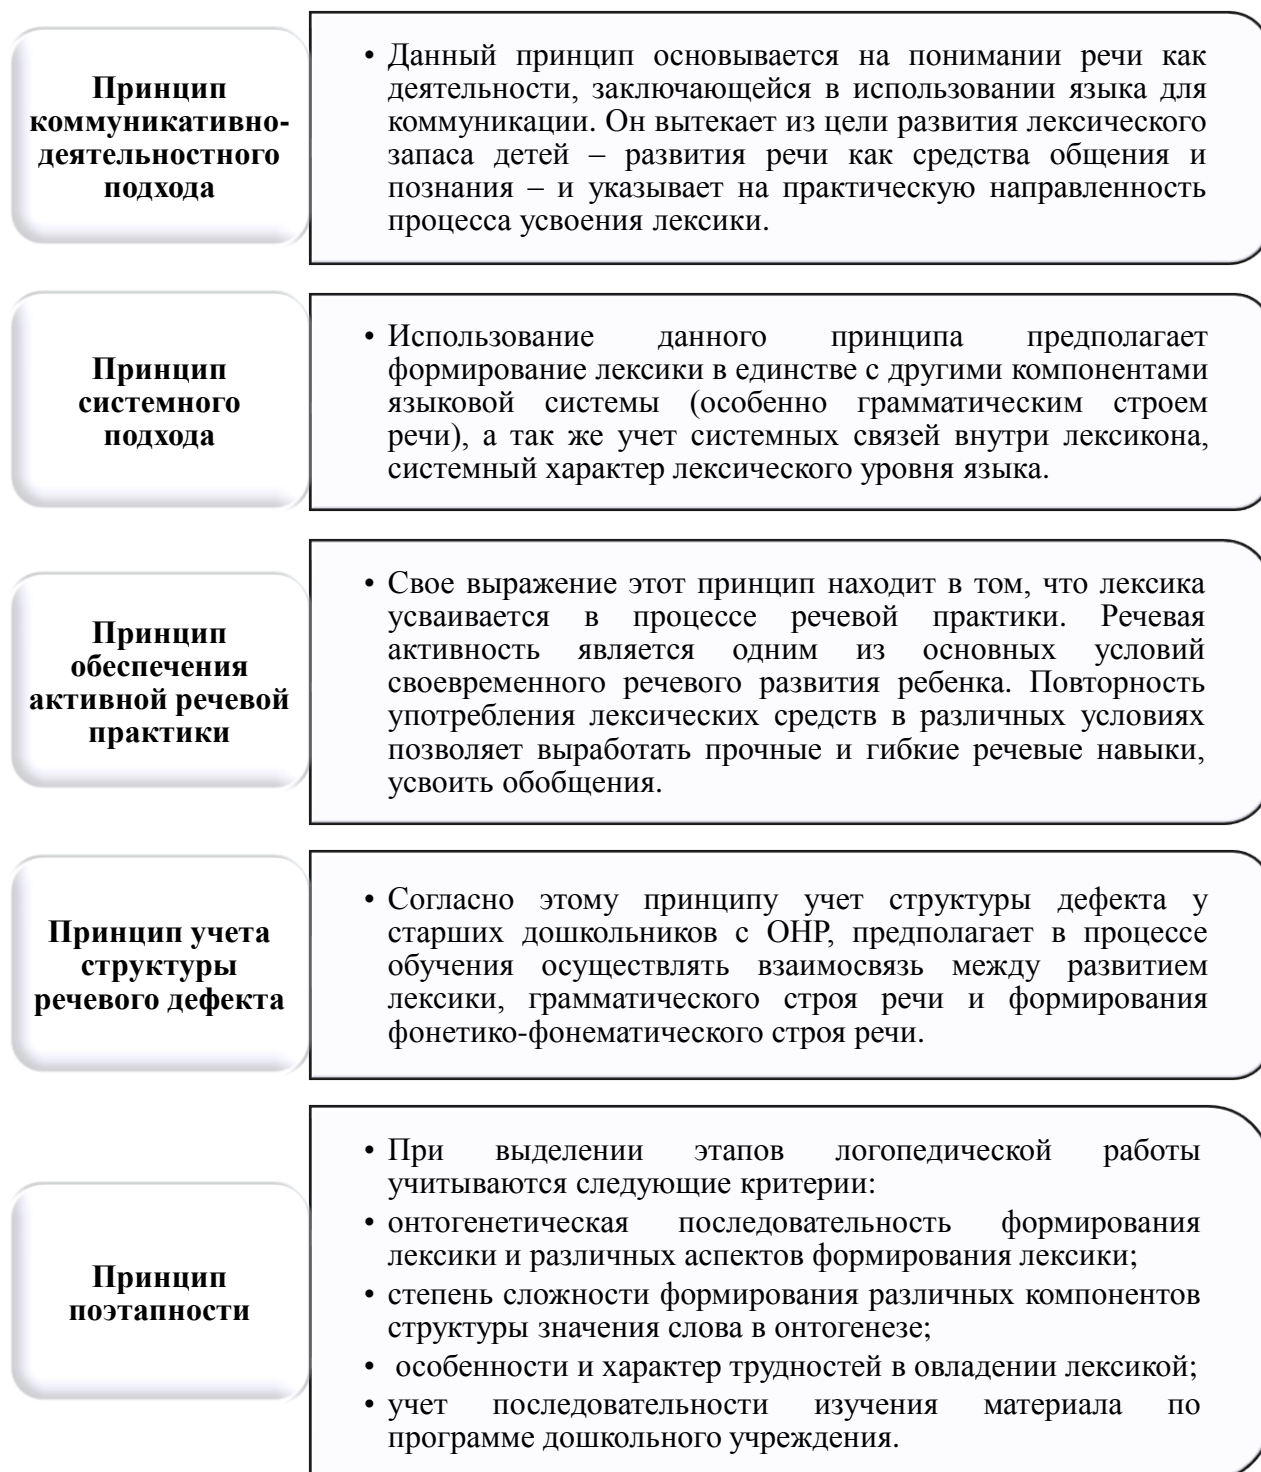 Принцип
коммуникативно-
деятельностного
подхода
• Данный принцип основывается на понимании речи как
деятельности, заключающейся в использовании языка для
коммуникации. Он вытекает из цели развития лексического
запаса детей – развития речи как средства общения и
познания – и указывает на практическую направленность
процесса усвоения лексики.
Принцип
системного
подхода
• Использование данного принципа предполагает
формирование лексики в единстве с другими компонентами
языковой системы (особенно грамматическим строем
речи), а так же учет системных связей внутри лексикона,
системный характер лексического уровня языка.
Принцип
обеспечения
активной речевой
практики
• Свое выражение этот принцип находит в том, что лексика
усваивается в процессе речевой практики. Речевая
активность является одним из основных условий
своевременного речевого развития ребенка. Повторность
употребления лексических средств в различных условиях
позволяет выработать прочные и гибкие речевые навыки,
усвоить обобщения.
Принцип учета
структуры
речевого дефекта
• Согласно этому принципу учет структуры дефекта у
старших дошкольников с ОНР, предполагает в процессе
обучения осуществлять взаимосвязь между развитием
лексики, грамматического строя речи и формирования
фонетико-фонематического строя речи.
Принцип
поэтапности
• При выделении этапов логопедической работы
учитываются следующие критерии:
• онтогенетическая последовательность формирования
лексики и различных аспектов формирования лексики;
• степень сложности формирования различных компонентов
структуры значения слова в онтогенезе;
• особенности и характер трудностей в овладении лексикой;
• учет последовательности изучения материала по
программе дошкольного учреждения.